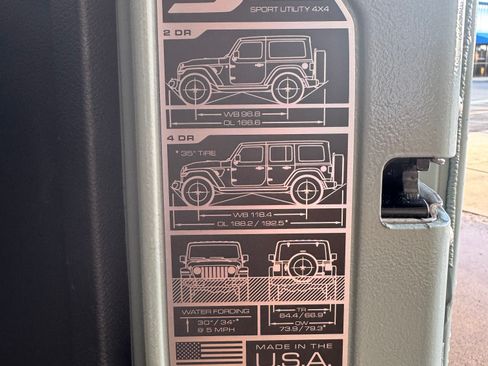 SPORT UTILITY 4X4
2 DR
WB 96.8
OL 166.6
4 DR
* 35" TIRE
WB 118.4
OL 188.2 / 192.5*
WATER FORDING
30" / 34"*
@ 5 MPH
TR
64.4 / 66.9*
OW
73.9 / 79.3*
MADE IN THE
U.S.A.